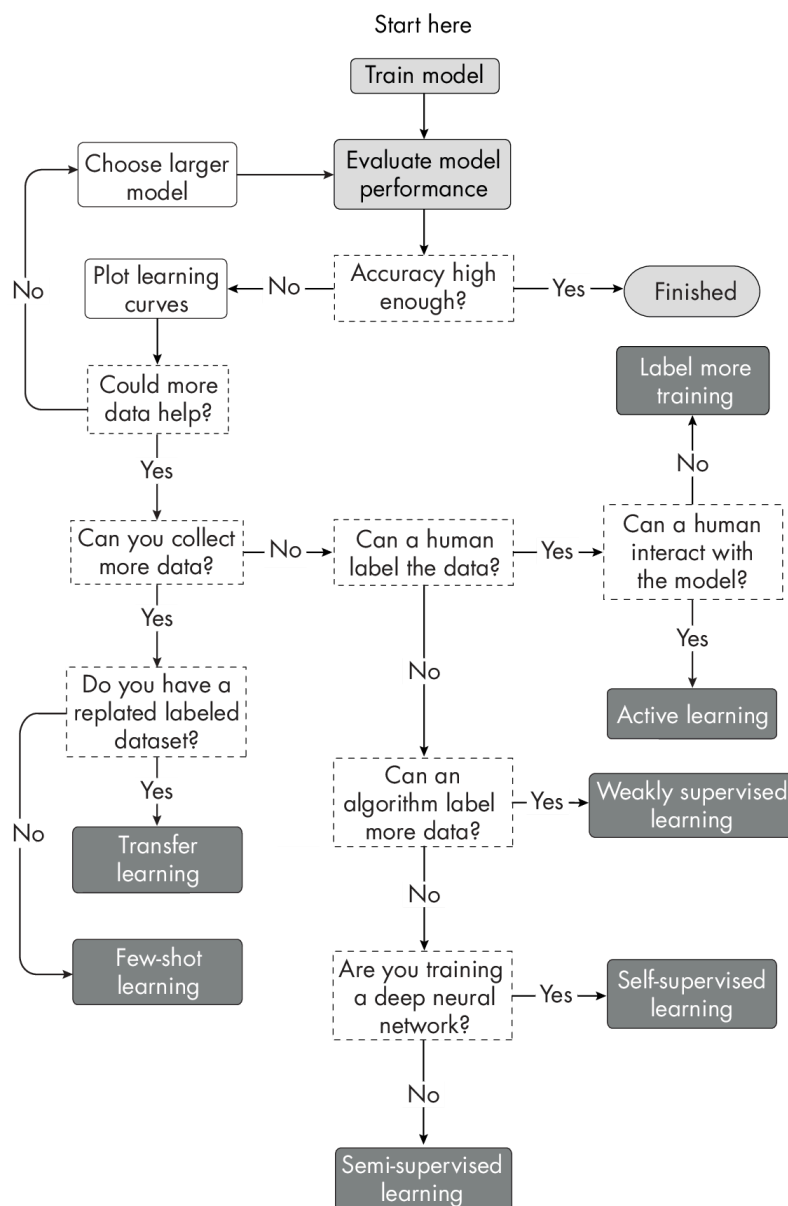 Start here
Train model
Choose larger
model
Evaluate model
performance
No
Plot learning
curves
No
Accuracy high
enough?
Yes
Finished
Could more
data help?
Label more
training
Yes
No
Can you collect
more data?
No
Can a human
label the data?
Yes
Can a human
interact with
the model?
Yes
Yes
No
Do you have a
replated labeled
dataset?
Active learning
Yes
No
Can an
algorithm label
more data?
Yes
Weakly supervised
learning
Transfer
learning
No
Few-shot
learning
Are you training
a deep neural
network?
Yes
Self-supervised
learning
No
Semi-supervised
learning